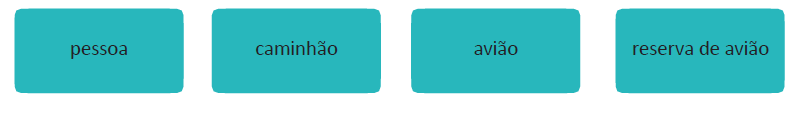 pessoa
caminhão
avião
reserva de avião